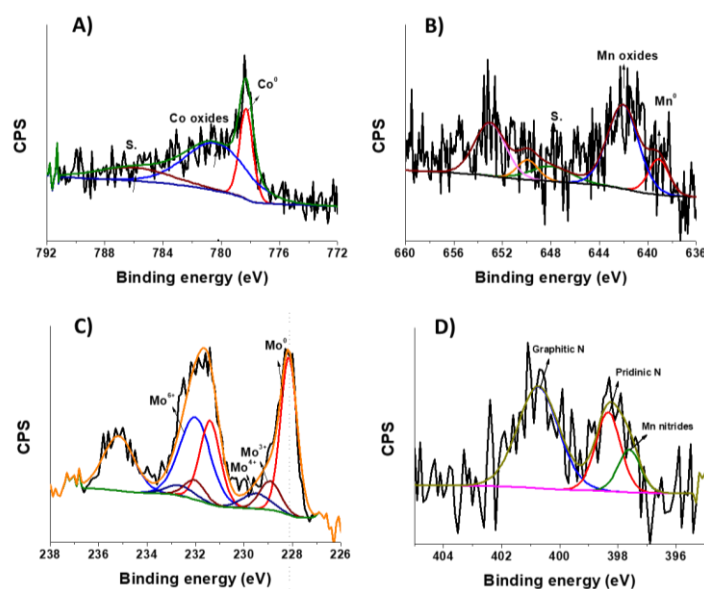 A)
Co⁰
Co oxides
S.
CPS
792 788 784 780 776 772
Binding energy (eV)
B)
Mn oxides
S.
Mn⁰
CPS
660 656 652 648 644 640 636
Binding energy (eV)
C)
Mo⁰
Mo⁶⁺
Mo³⁺
Mo⁴⁺
CPS
238 236 234 232 230 228 226
Binding energy (eV)
D)
Graphitic N
Pridinic N
Mn nitrides
CPS
404 402 400 398 396
Binding energy (eV)